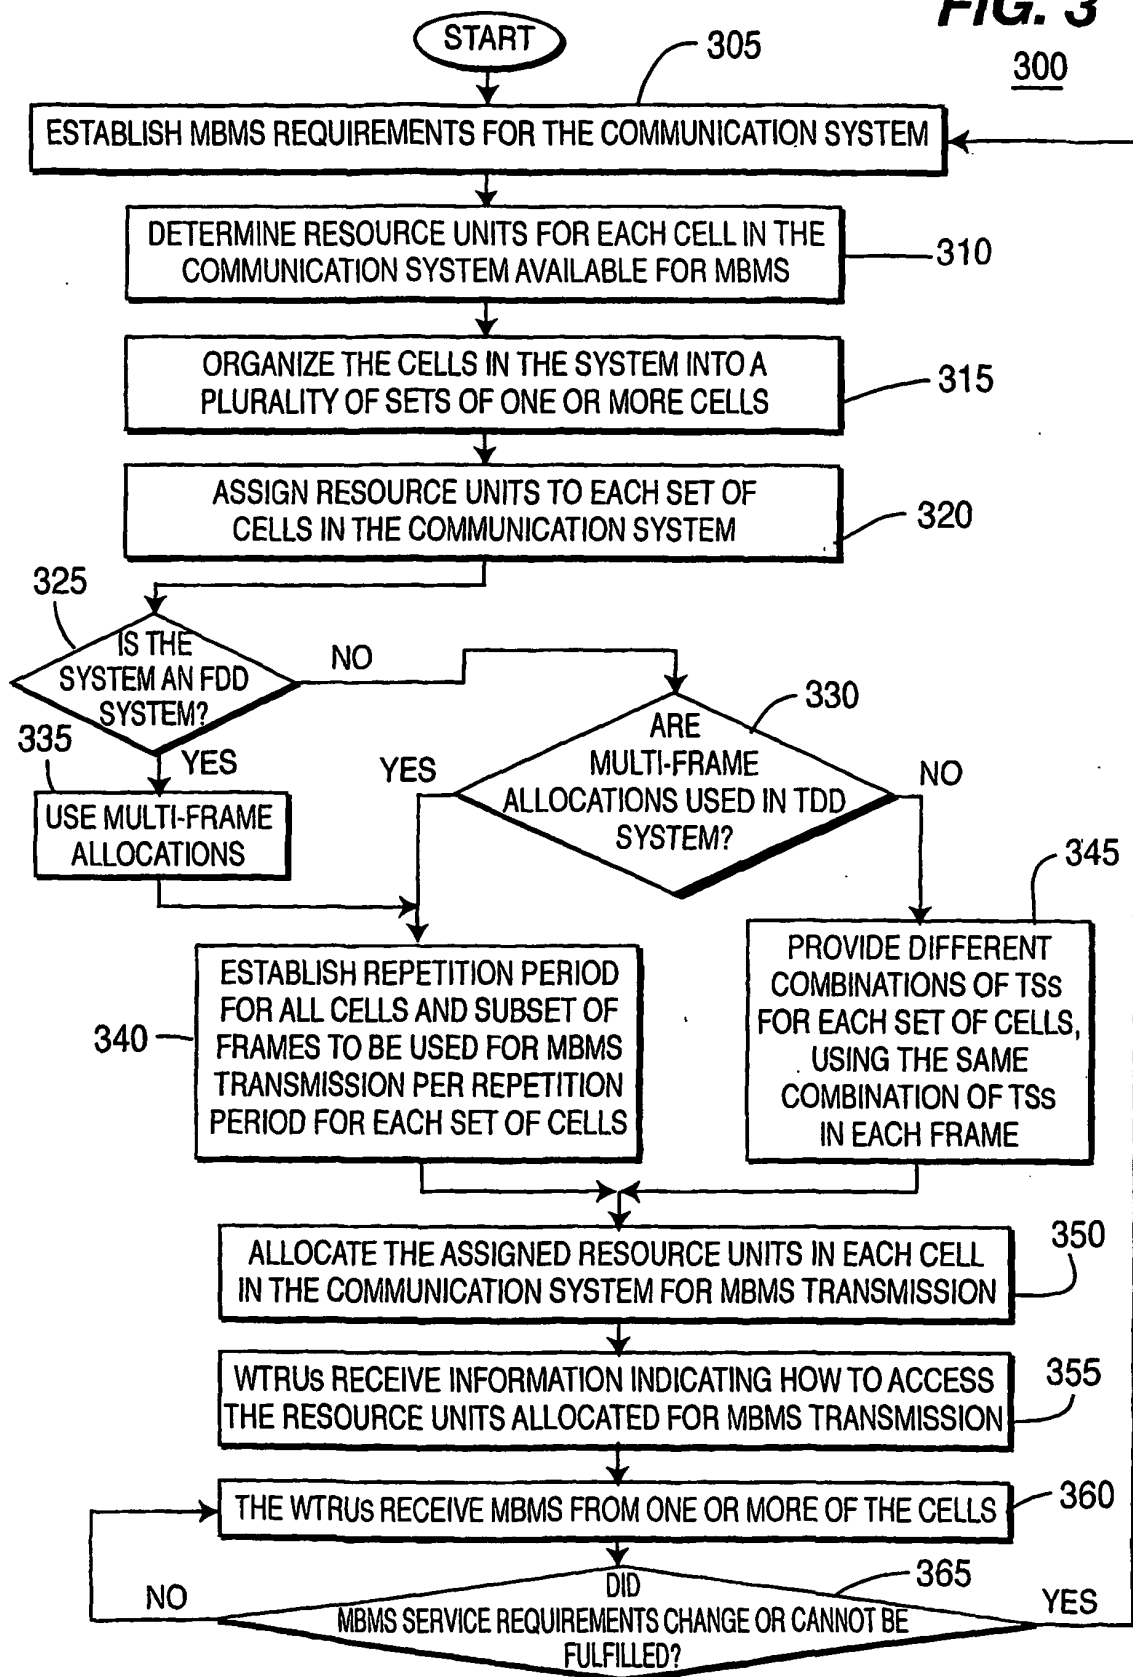 FIG. 3
300
START
305
ESTABLISH MBMS REQUIREMENTS FOR THE COMMUNICATION SYSTEM
DETERMINE RESOURCE UNITS FOR EACH CELL IN THE
COMMUNICATION SYSTEM AVAILABLE FOR MBMS
310
ORGANIZE THE CELLS IN THE SYSTEM INTO A
PLURALITY OF SETS OF ONE OR MORE CELLS
315
ASSIGN RESOURCE UNITS TO EACH SET OF
CELLS IN THE COMMUNICATION SYSTEM
320
325
IS THE
SYSTEM AN FDD
SYSTEM?
NO
YES
330
ARE
MULTI-FRAME
ALLOCATIONS USED IN TDD
SYSTEM?
YES
NO
335
USE MULTI-FRAME
ALLOCATIONS
340
ESTABLISH REPETITION PERIOD
FOR ALL CELLS AND SUBSET OF
FRAMES TO BE USED FOR MBMS
TRANSMISSION PER REPETITION
PERIOD FOR EACH SET OF CELLS
345
PROVIDE DIFFERENT
COMBINATIONS OF TSs
FOR EACH SET OF CELLS,
USING THE SAME
COMBINATION OF TSs
IN EACH FRAME
ALLOCATE THE ASSIGNED RESOURCE UNITS IN EACH CELL
IN THE COMMUNICATION SYSTEM FOR MBMS TRANSMISSION
350
WTRUs RECEIVE INFORMATION INDICATING HOW TO ACCESS
THE RESOURCE UNITS ALLOCATED FOR MBMS TRANSMISSION
355
THE WTRUs RECEIVE MBMS FROM ONE OR MORE OF THE CELLS
360
365
DID
MBMS SERVICE REQUIREMENTS CHANGE OR CANNOT BE
FULFILLED?
NO
YES